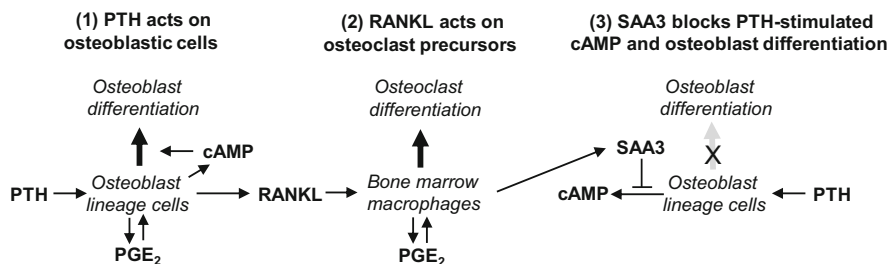 (1) PTH acts on
osteoblastic cells
(2) RANKL acts on
osteoclast precursors
(3) SAA3 blocks PTH-stimulated
cAMP and osteoblast differentiation
Osteoblast
differentiation
cAMP
PTH
Osteoblast
lineage cells
PGE2
RANKL
Osteoclast
differentiation
Bone marrow
macrophages
PGE2
Osteoblast
differentiation
SAA3
X
cAMP
Osteoblast
lineage cells
PTH